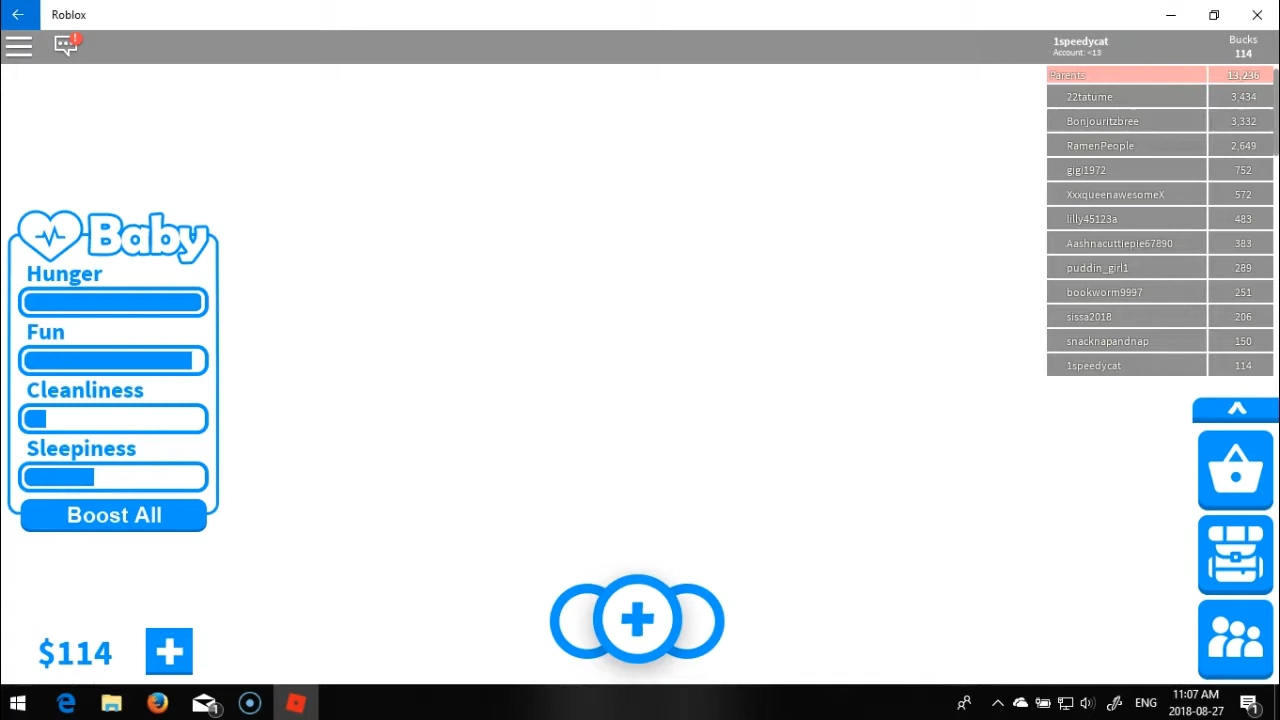 Roblox
1speedycat
Account: <13
Bucks
114
Parents 13,236
22tatume 3,434
Bonjouritzbree 3,332
RamenPeople 2,649
gigi1972 752
XxxqueenawesomeX 572
lilly45123a 483
Aashnacuttiepie67890 383
puddin_girl1 289
bookworm9997 251
sissa2018 206
snacknapandnap 150
1speedycat 114
Baby
Hunger
Fun
Cleanliness
Sleepiness
Boost All
$114
ENG
11:07 AM
2018-08-27
1
1